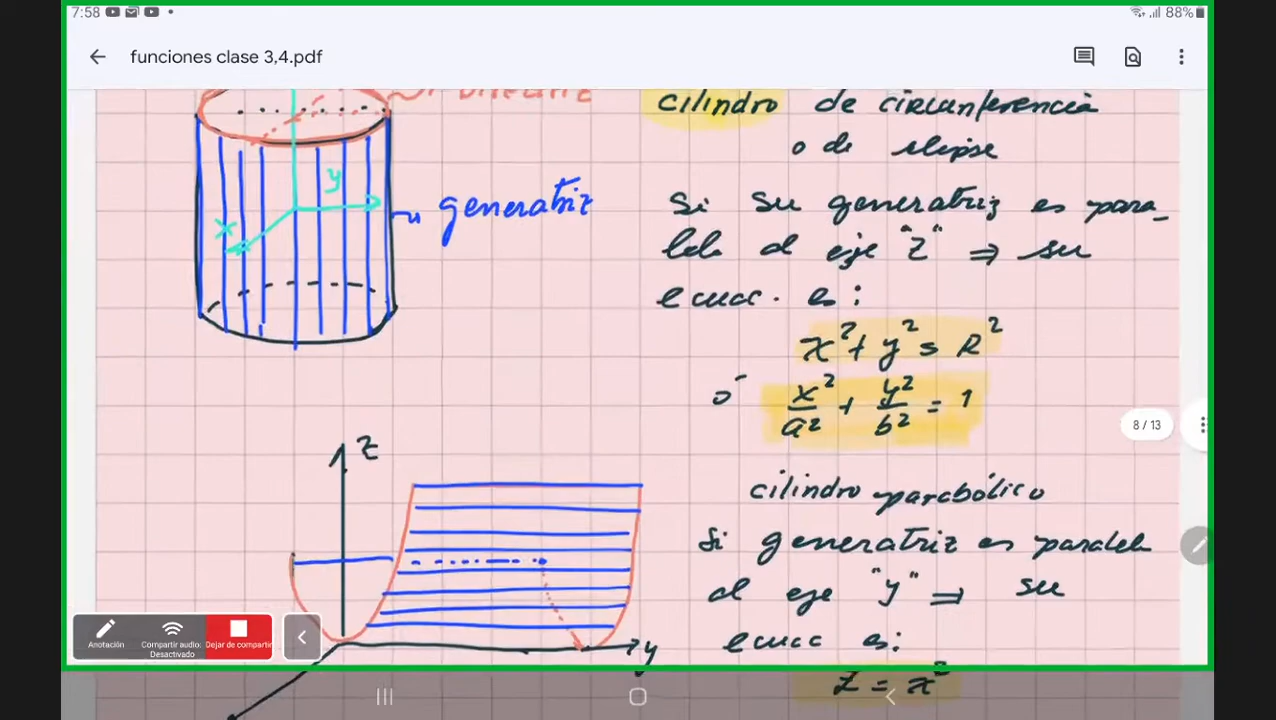 7:58
88%
funciones clase 3,4.pdf
Directriz
cilindro de circunferencia
o de elipse
y
x
generatriz
Si su generatriz es para_
lela al eje "Z" ⇒ su
ecuac. es:
x² + y² = R²
ó x²/a² + y²/b² = 1
8 / 13
z
cilindro parabólico
Si generatriz es paralela
al eje "y" ⇒ su
ecuac es:
z = x²
y
Anotación
Compartir audio: Desactivado
Dejar de compartir